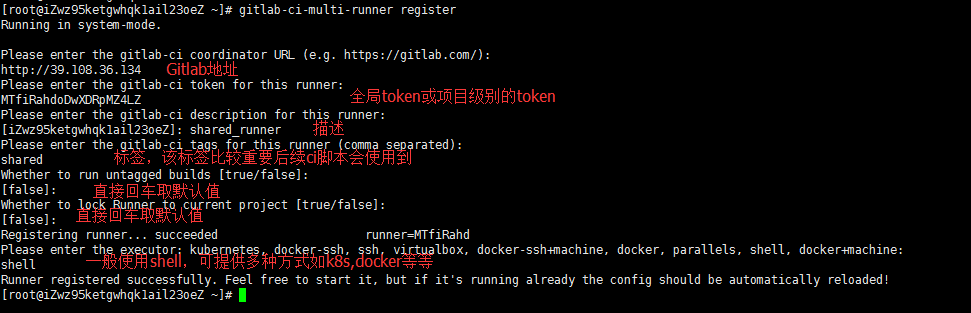 [root@iZwz95ketgwhqk1ail23oeZ ~]# gitlab-ci-multi-runner register
Running in system-mode.
Please enter the gitlab-ci coordinator URL (e.g. https://gitlab.com/):
http://39.108.36.134 Gitlab地址
Please enter the gitlab-ci token for this runner:
MTfiRahdoDwXDRpMZ4LZ 全局token或项目级别的token
Please enter the gitlab-ci description for this runner:
[iZwz95ketgwhqk1ail23oeZ]: shared_runner 描述
Please enter the gitlab-ci tags for this runner (comma separated):
shared 标签，该标签比较重要后续ci脚本会使用到
Whether to run untagged builds [true/false]:
[false]: 直接回车取默认值
Whether to lock Runner to current project [true/false]:
[false]: 直接回车取默认值
Registering runner... succeeded runner=MTfiRahd
Please enter the executor: kubernetes, docker-ssh, ssh, virtualbox, docker-ssh+machine, docker, parallels, shell, docker+machine:
shell 一般使用shell，可提供多种方式如k8s,docker等等
Runner registered successfully. Feel free to start it, but if it's running already the config should be automatically reloaded!
[root@iZwz95ketgwhqk1ail23oeZ ~]#